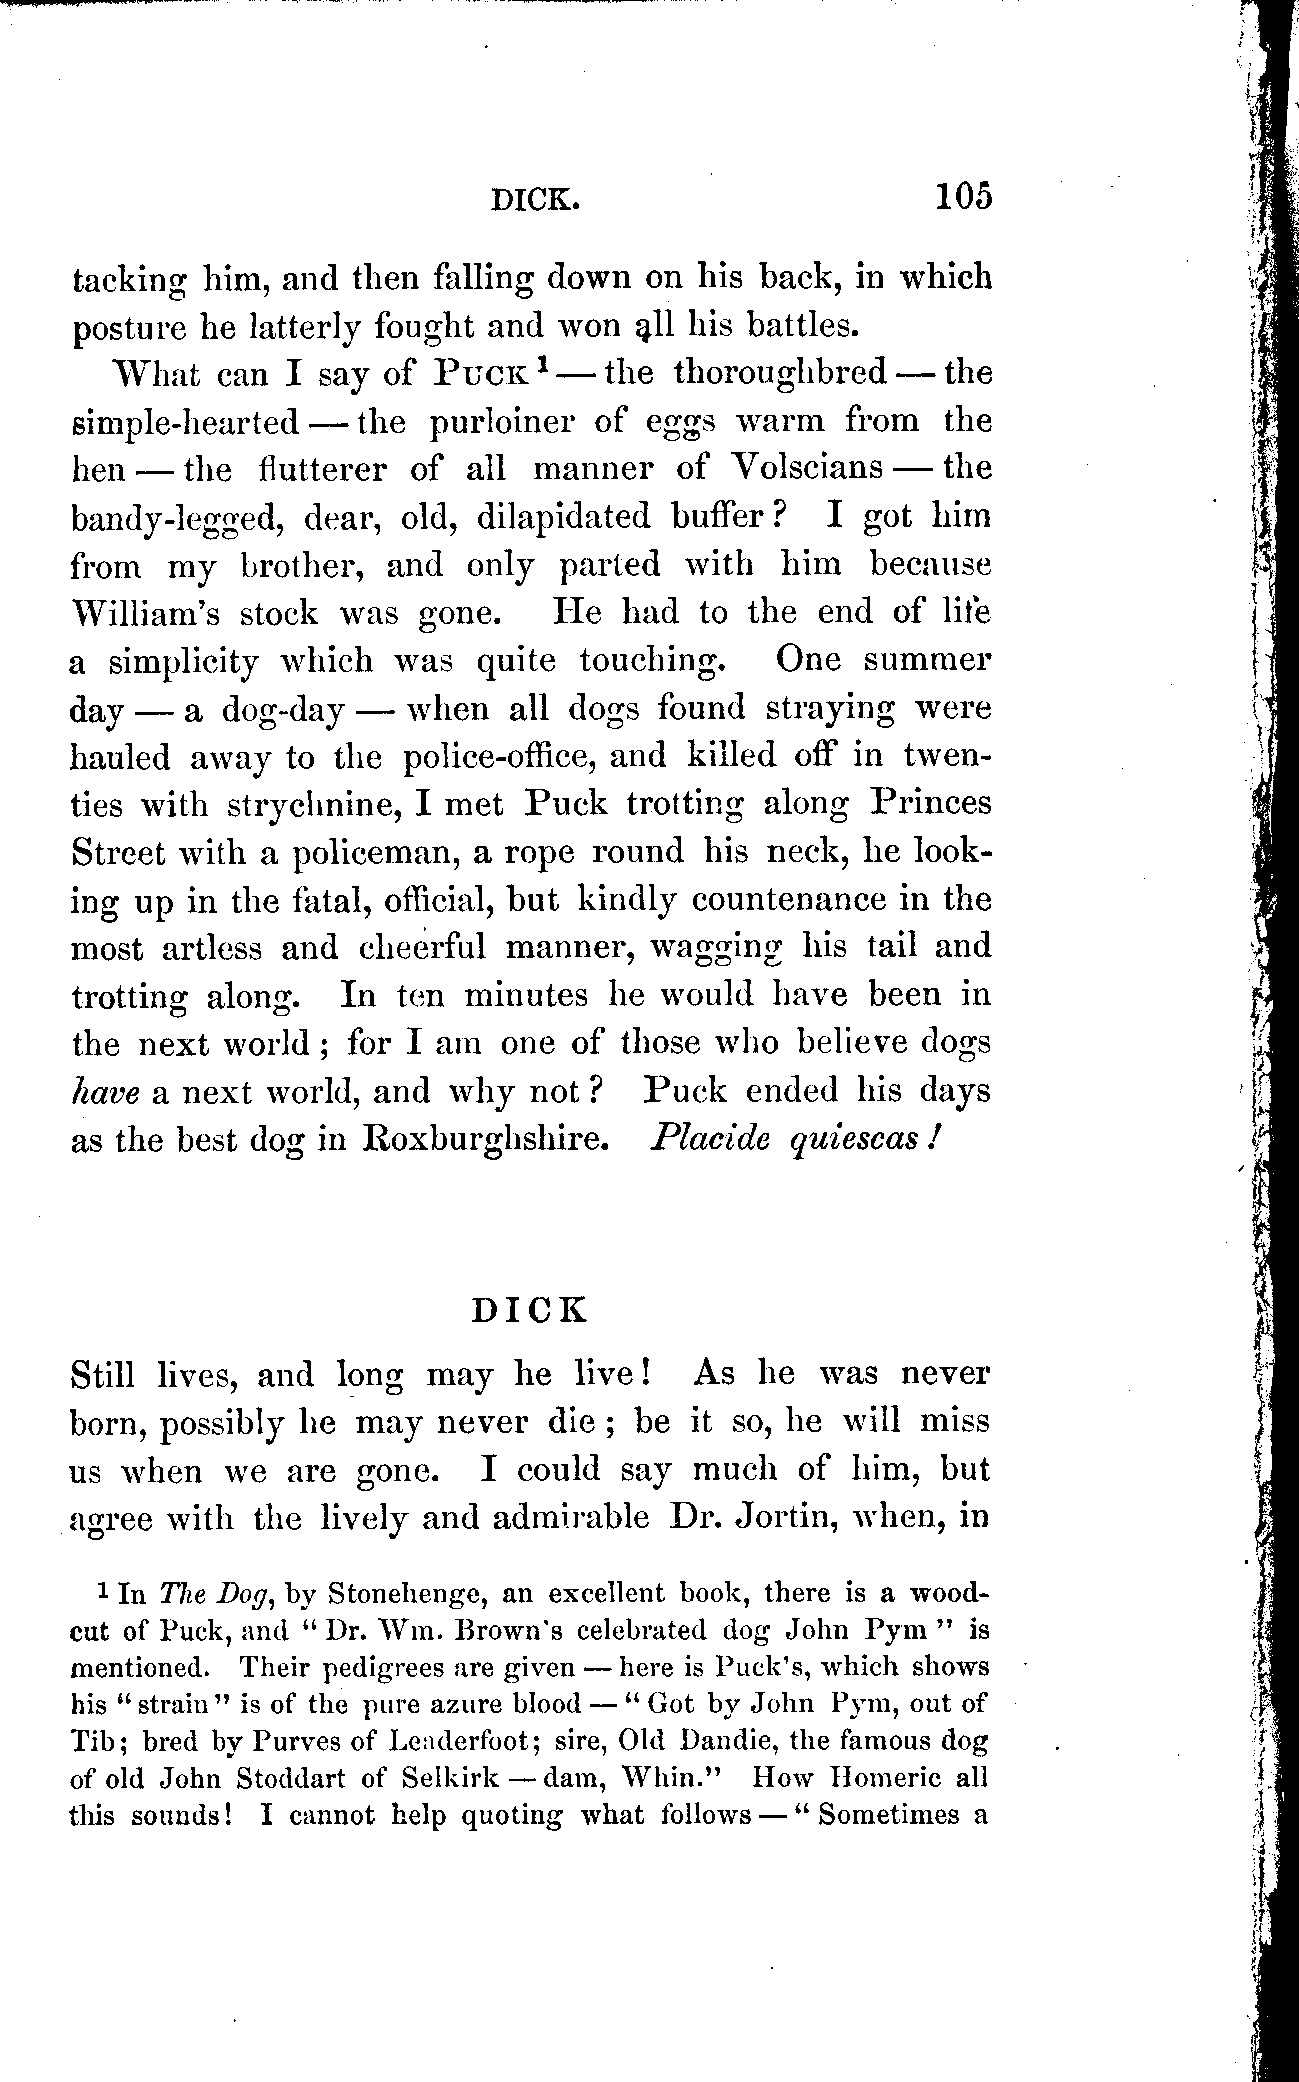 DICK. 105
tacking him, and then falling down on his back, in which
posture he latterly fought and won all his battles.
What can I say of PUCK ¹ — the thoroughbred — the
simple-hearted — the purloiner of eggs warm from the
hen — the flutterer of all manner of Volscians — the
bandy-legged, dear, old, dilapidated buffer? I got him
from my brother, and only parted with him because
William's stock was gone. He had to the end of life
a simplicity which was quite touching. One summer
day — a dog-day — when all dogs found straying were
hauled away to the police-office, and killed off in twen-
ties with strychnine, I met Puck trotting along Princes
Street with a policeman, a rope round his neck, he look-
ing up in the fatal, official, but kindly countenance in the
most artless and cheerful manner, wagging his tail and
trotting along. In ten minutes he would have been in
the next world; for I am one of those who believe dogs
have a next world, and why not? Puck ended his days
as the best dog in Roxburghshire. Placide quiescas!
DICK
Still lives, and long may he live! As he was never
born, possibly he may never die; be it so, he will miss
us when we are gone. I could say much of him, but
agree with the lively and admirable Dr. Jortin, when, in
¹ In The Dog, by Stonehenge, an excellent book, there is a wood-
cut of Puck, and "Dr. Wm. Brown's celebrated dog John Pym" is
mentioned. Their pedigrees are given — here is Puck's, which shows
his "strain" is of the pure azure blood — "Got by John Pym, out of
Tib; bred by Purves of Leaderfoot; sire, Old Dandie, the famous dog
of old John Stoddart of Selkirk — dam, Whin." How Homeric all
this sounds! I cannot help quoting what follows — "Sometimes a